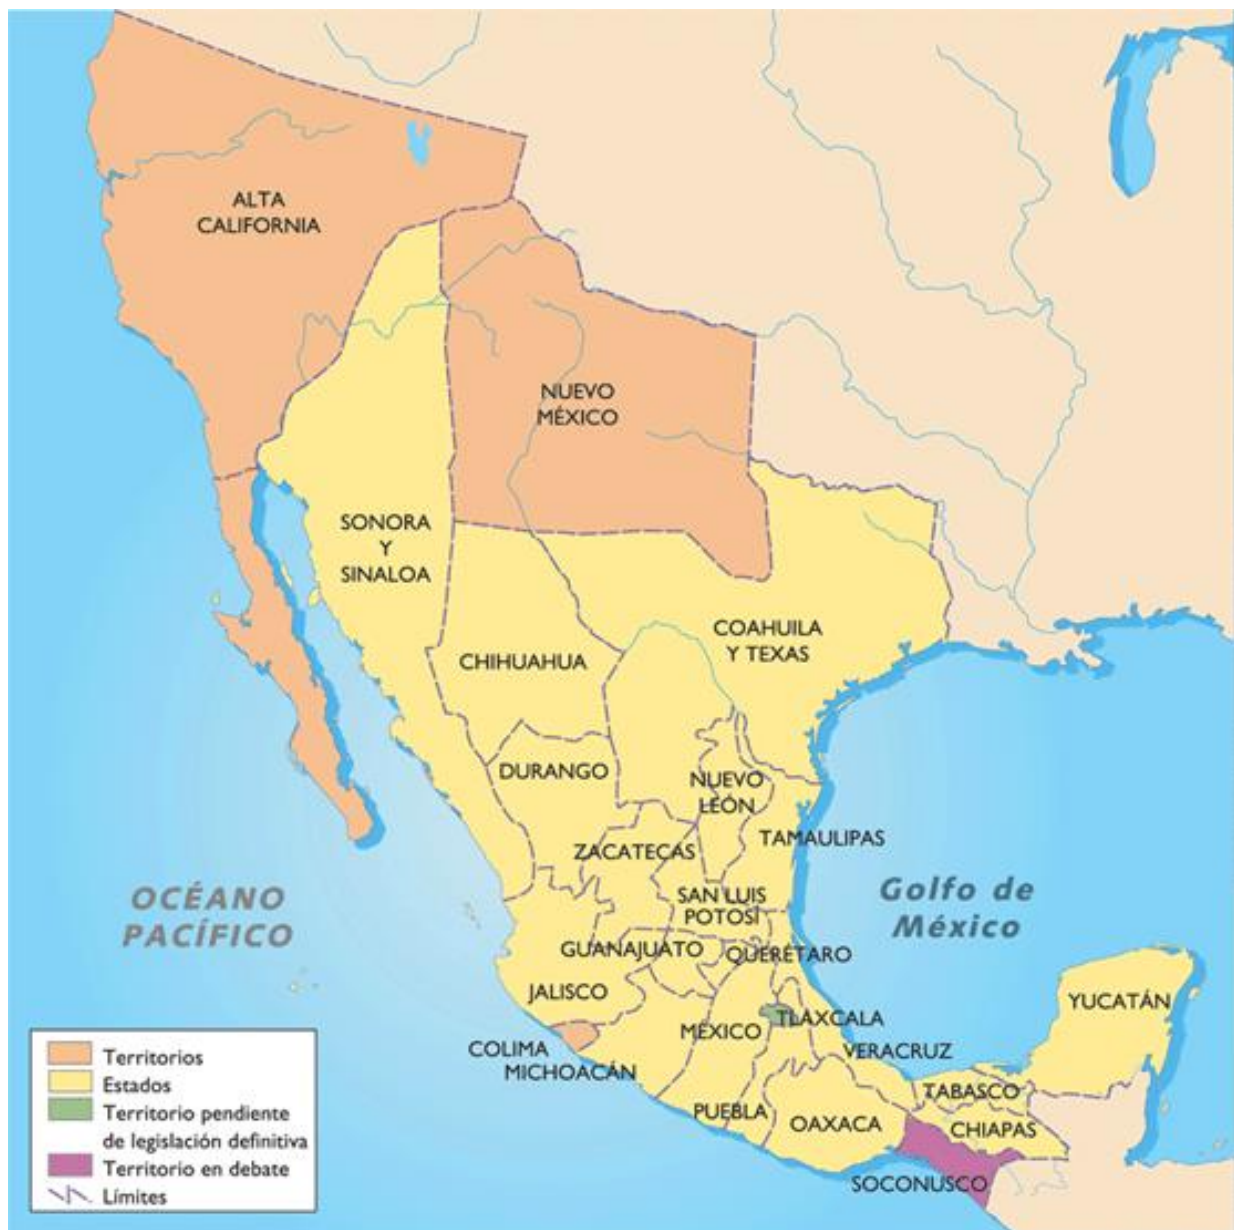 ALTA
CALIFORNIA
NUEVO
MÉXICO
SONORA
Y
SINALOA
CHIHUAHUA
COAHUILA
Y TEXAS
DURANGO
NUEVO
LEÓN
TAMAULIPAS
ZACATECAS
SAN LUIS
POTOSÍ
OCÉANO
PACÍFICO
Golfo de
México
GUANAJUATO
QUERÉTARO
JALISCO
YUCATÁN
MÉXICO
TLAXCALA
COLIMA
MICHOACÁN
VERACRUZ
TABASCO
PUEBLA
OAXACA
CHIAPAS
SOCONUSCO
Territorios
Estados
Territorio pendiente
de legislación definitiva
Territorio en debate
Límites